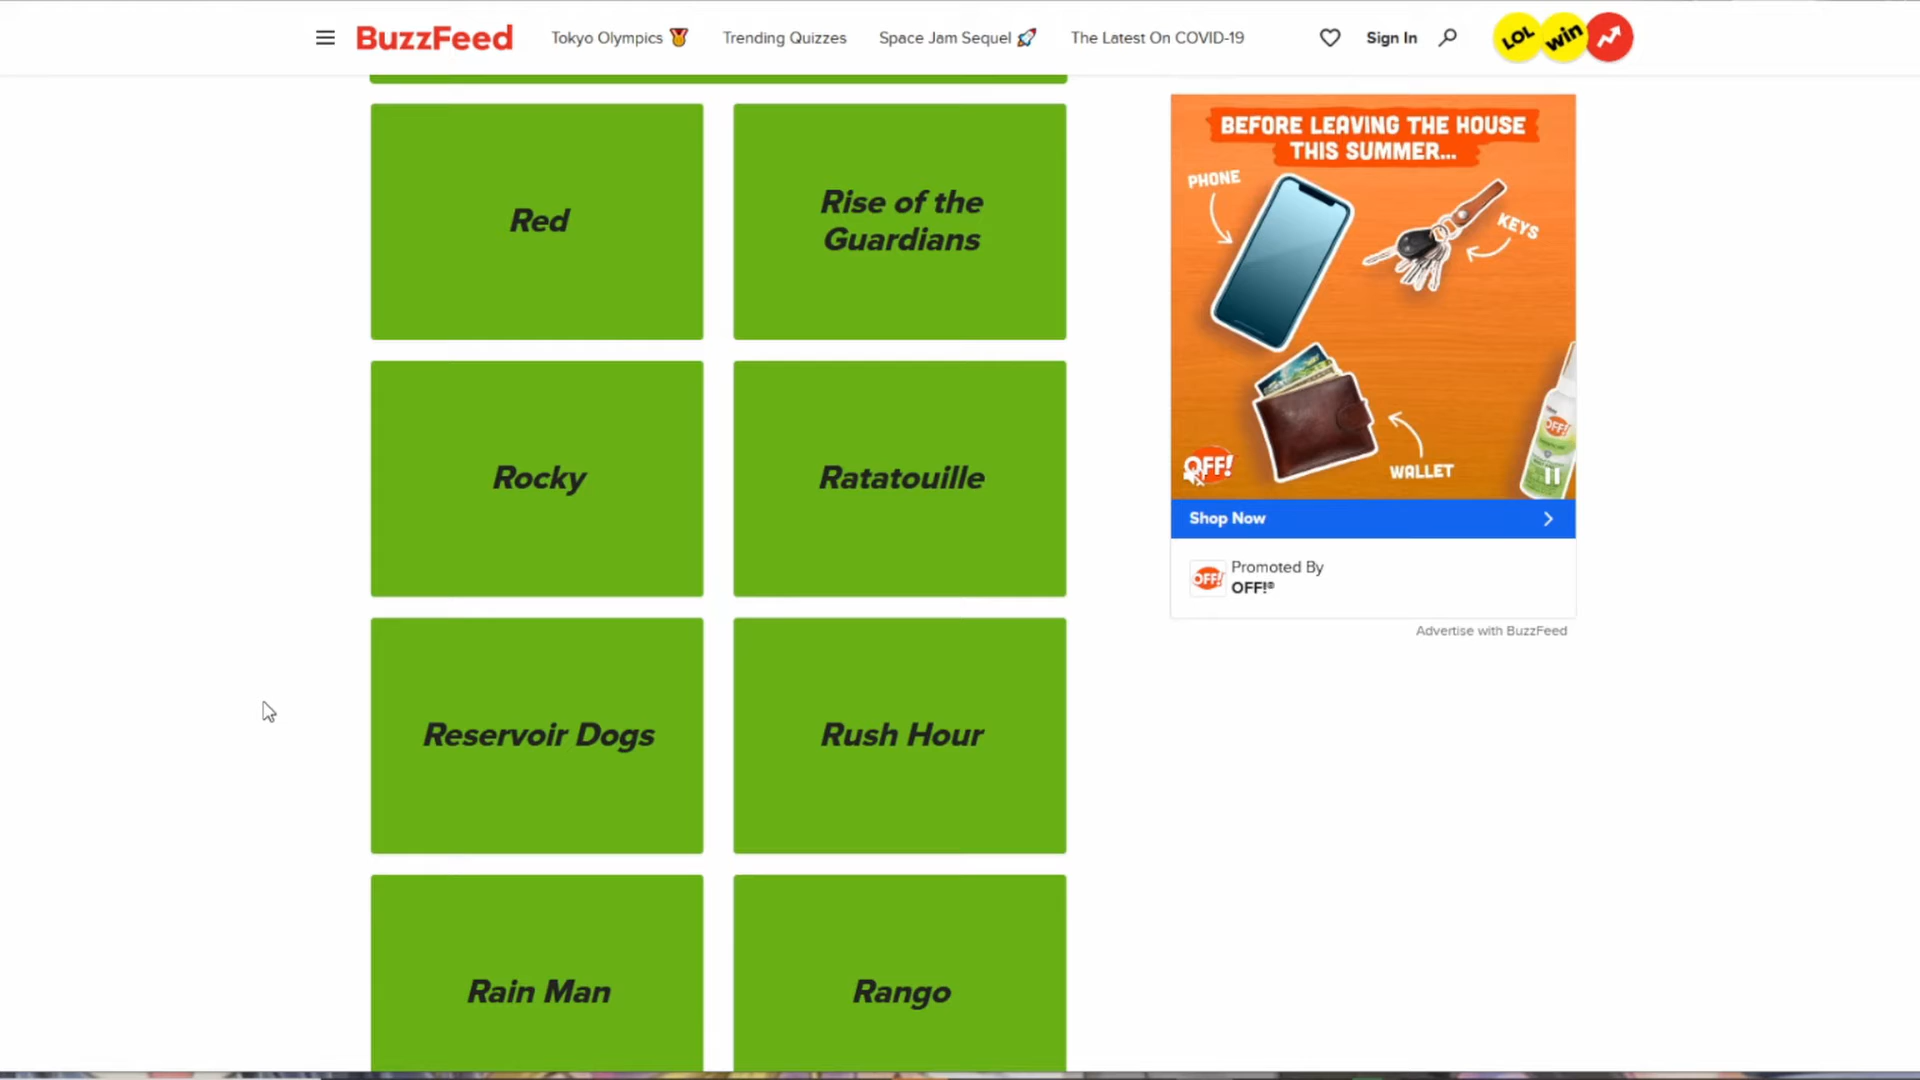 BuzzFeed
Tokyo Olympics
Trending Quizzes
Space Jam Sequel
The Latest On COVID-19
Sign In
LOL
win
Red
Rise of the
Guardians
Rocky
Ratatouille
Reservoir Dogs
Rush Hour
Rain Man
Rango
BEFORE LEAVING THE HOUSE
THIS SUMMER...
PHONE
KEYS
WALLET
OFF!
OFF!
Shop Now
OFF!
Promoted By
OFF!®
Advertise with BuzzFeed